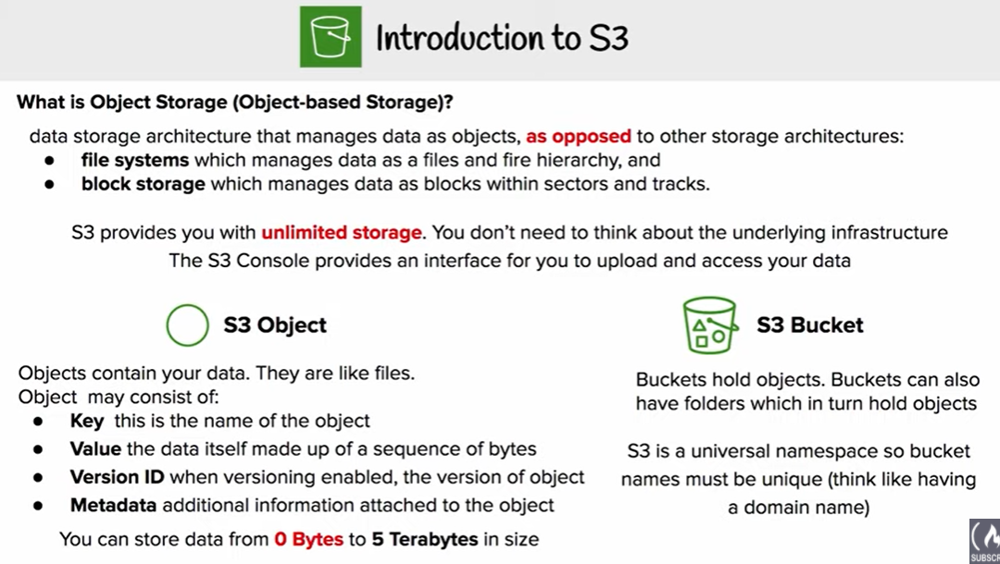 Introduction to S3
What is Object Storage (Object-based Storage)?
data storage architecture that manages data as objects, as opposed to other storage architectures:
● file systems which manages data as a files and fire hierarchy, and
● block storage which manages data as blocks within sectors and tracks.
S3 provides you with unlimited storage. You don't need to think about the underlying infrastructure
The S3 Console provides an interface for you to upload and access your data
S3 Object
Objects contain your data. They are like files.
Object may consist of:
● Key this is the name of the object
● Value the data itself made up of a sequence of bytes
● Version ID when versioning enabled, the version of object
● Metadata additional information attached to the object
You can store data from 0 Bytes to 5 Terabytes in size
S3 Bucket
Buckets hold objects. Buckets can also
have folders which in turn hold objects
S3 is a universal namespace so bucket
names must be unique (think like having
a domain name)